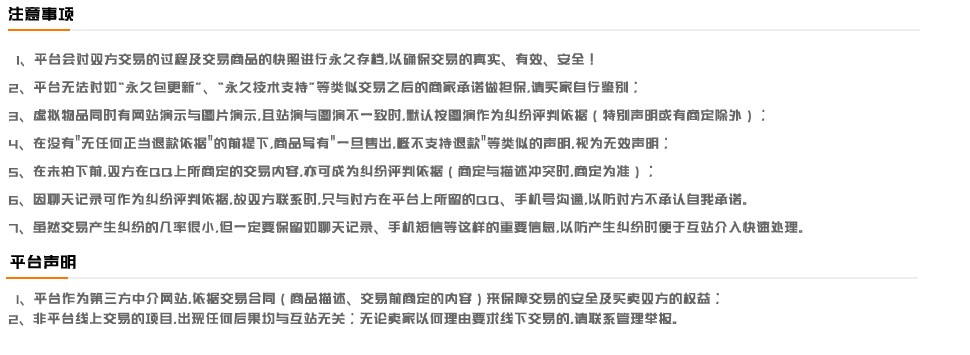 注意事项
1、平台会对双方交易的过程及交易商品的快照进行永久存档,以确保交易的真实、有效、安全！
2、平台无法对如“永久包更新”、“永久技术支持”等类似交易之后的商家承诺做担保,请买家自行鉴别；
3、虚拟物品同时有网站演示与图片演示,且站演与图演不一致时,默认按图演作为纠纷评判依据（特别声明或有商定除外）；
4、在没有"无任何正当退款依据"的前提下,商品写有"一旦售出,概不支持退款"等类似的声明,视为无效声明；
5、在未拍下前,双方在QQ上所商定的交易内容,亦可成为纠纷评判依据（商定与描述冲突时,商定为准）；
6、因聊天记录可作为纠纷评判依据,故双方联系时,只与对方在平台上所留的QQ、手机号沟通,以防对方不承认自我承诺。
7、虽然交易产生纠纷的几率很小,但一定要保留如聊天记录、手机短信等这样的重要信息,以防产生纠纷时便于互站介入快速处理。
平台声明
1、平台作为第三方中介网站,依据交易合同（商品描述、交易前商定的内容）来保障交易的安全及买卖双方的权益；
2、非平台线上交易的项目,出现任何后果均与互站无关；无论卖家以何理由要求线下交易的,请联系管理举报。